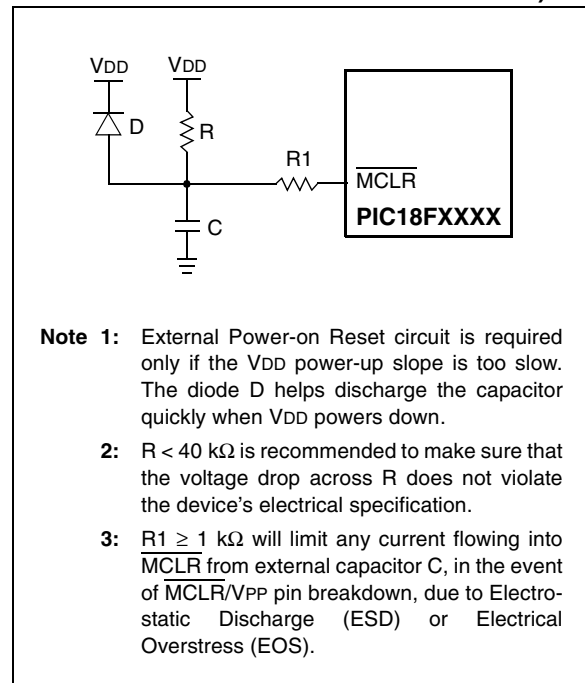 VDD VDD
D R
R1
MCLR
C
PIC18FXXXX
Note 1: External Power-on Reset circuit is required
only if the VDD power-up slope is too slow.
The diode D helps discharge the capacitor
quickly when VDD powers down.
2: R < 40 kΩ is recommended to make sure that
the voltage drop across R does not violate
the device's electrical specification.
3: R1 ≥ 1 kΩ will limit any current flowing into
MCLR from external capacitor C, in the event
of MCLR/VPP pin breakdown, due to Electro-
static Discharge (ESD) or Electrical
Overstress (EOS).